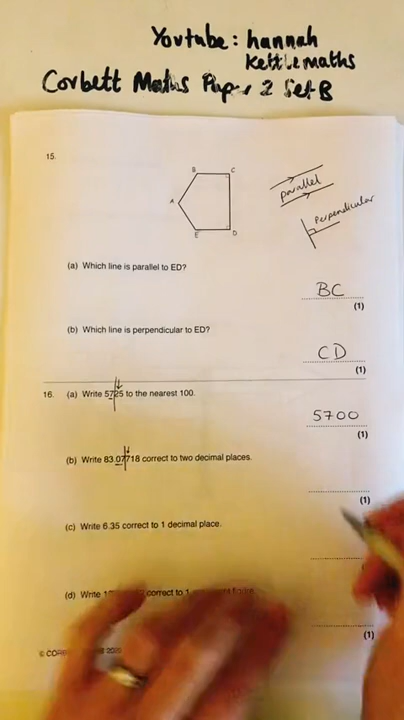 Youtube: hannah
kettlemaths
Corbett Maths Paper 2 Set B
15.
B C
parallel
A
Perpendicular
E D
(a) Which line is parallel to ED?
BC
(1)
(b) Which line is perpendicular to ED?
CD
(1)
16. (a) Write 5725 to the nearest 100.
5700
(1)
(b) Write 83.07718 correct to two decimal places.
(1)
(c) Write 6.35 correct to 1 decimal place.
(d) Write correct to 1
(1)